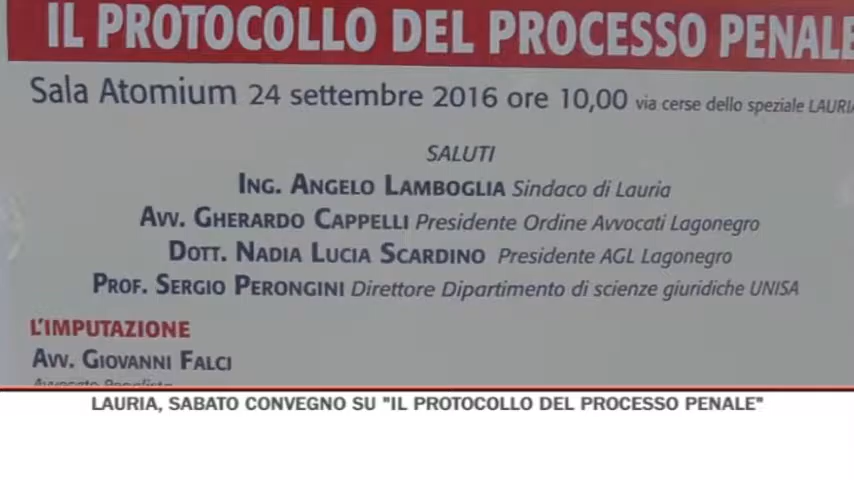 IL PROTOCOLLO DEL PROCESSO PENALE
Sala Atomium 24 settembre 2016 ore 10,00 via cerse dello speziale LAURIA
SALUTI
ING. ANGELO LAMBOGLIA Sindaco di Lauria
AVV. GHERARDO CAPPELLI Presidente Ordine Avvocati Lagonegro
DOTT. NADIA LUCIA SCARDINO Presidente AGL Lagonegro
PROF. SERGIO PERONGINI Direttore Dipartimento di scienze giuridiche UNISA
L'IMPUTAZIONE
AVV. GIOVANNI FALCI
Avvocato Penalista
LAURIA, SABATO CONVEGNO SU "IL PROTOCOLLO DEL PROCESSO PENALE"